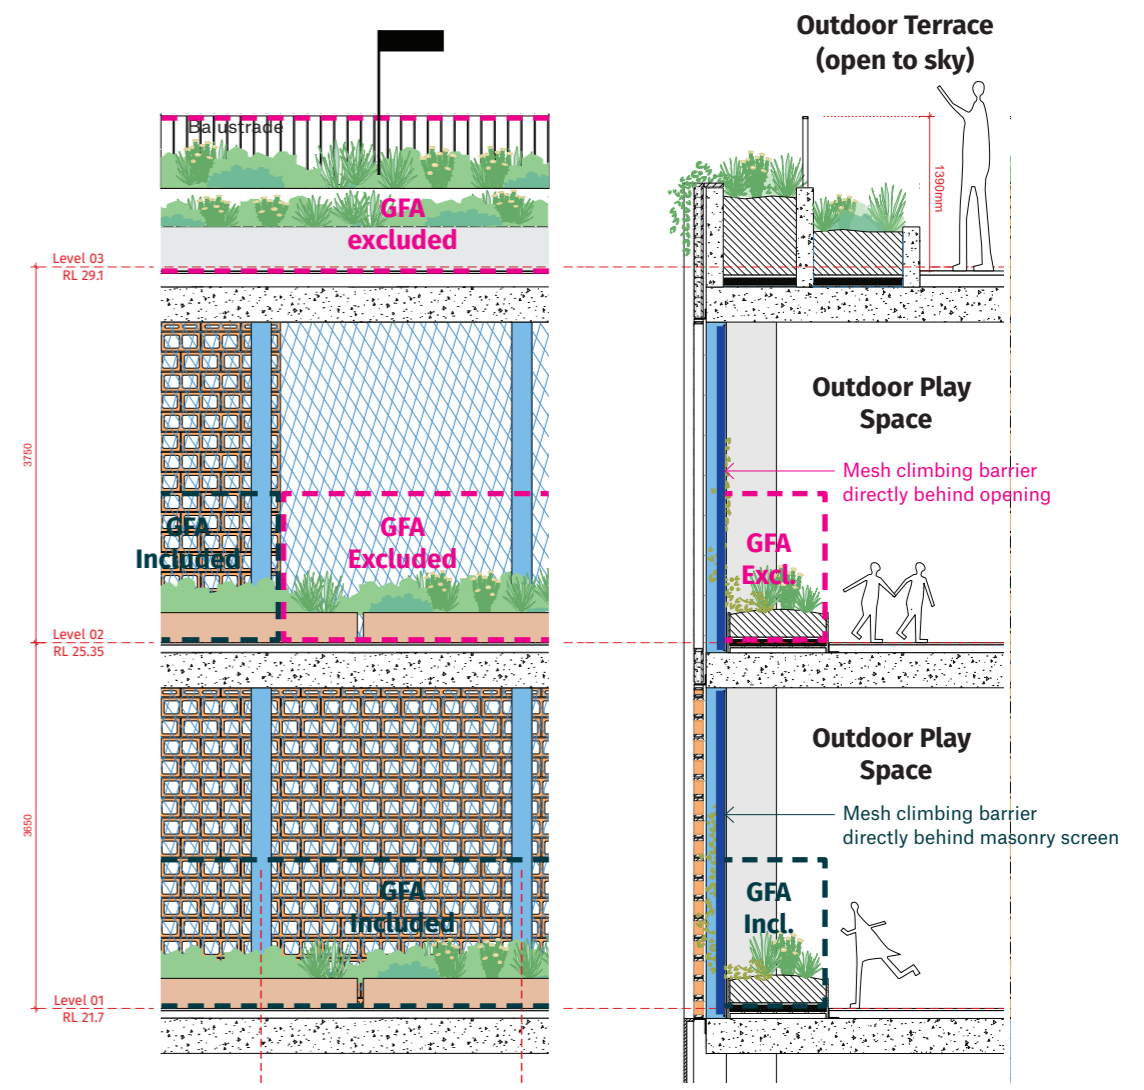 Outdoor Terrace
(open to sky)
Balustrade
1390mm
GFA
excluded
Level 03
RL 29.1
3750
Outdoor Play
Space
Mesh climbing barrier
directly behind opening
GFA
Included
GFA
Excluded
GFA
Excl.
Level 02
RL 25.35
3650
Outdoor Play
Space
Mesh climbing barrier
directly behind masonry screen
GFA
Included
GFA
Incl.
Level 01
RL 21.7